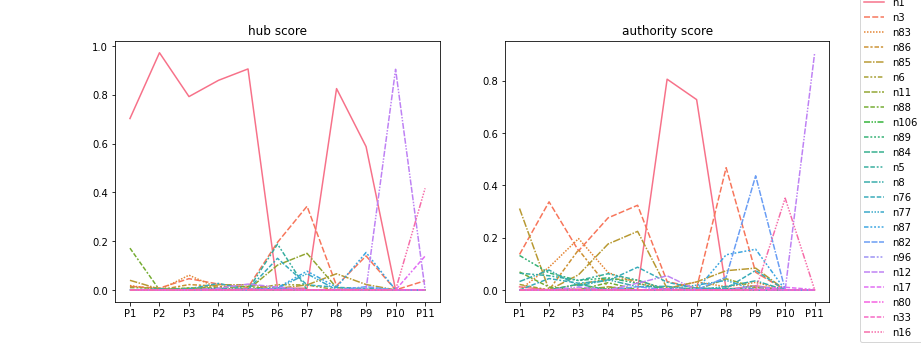 hub score
1.0
0.8
0.6
0.4
0.2
0.0
P1 P2 P3 P4 P5 P6 P7 P8 P9 P10 P11
authority score
0.8
0.6
0.4
0.2
0.0
P1 P2 P3 P4 P5 P6 P7 P8 P9 P10 P11
n1
n3
n83
n86
n85
n6
n11
n88
n106
n89
n84
n5
n8
n76
n77
n87
n82
n96
n12
n17
n80
n33
n16